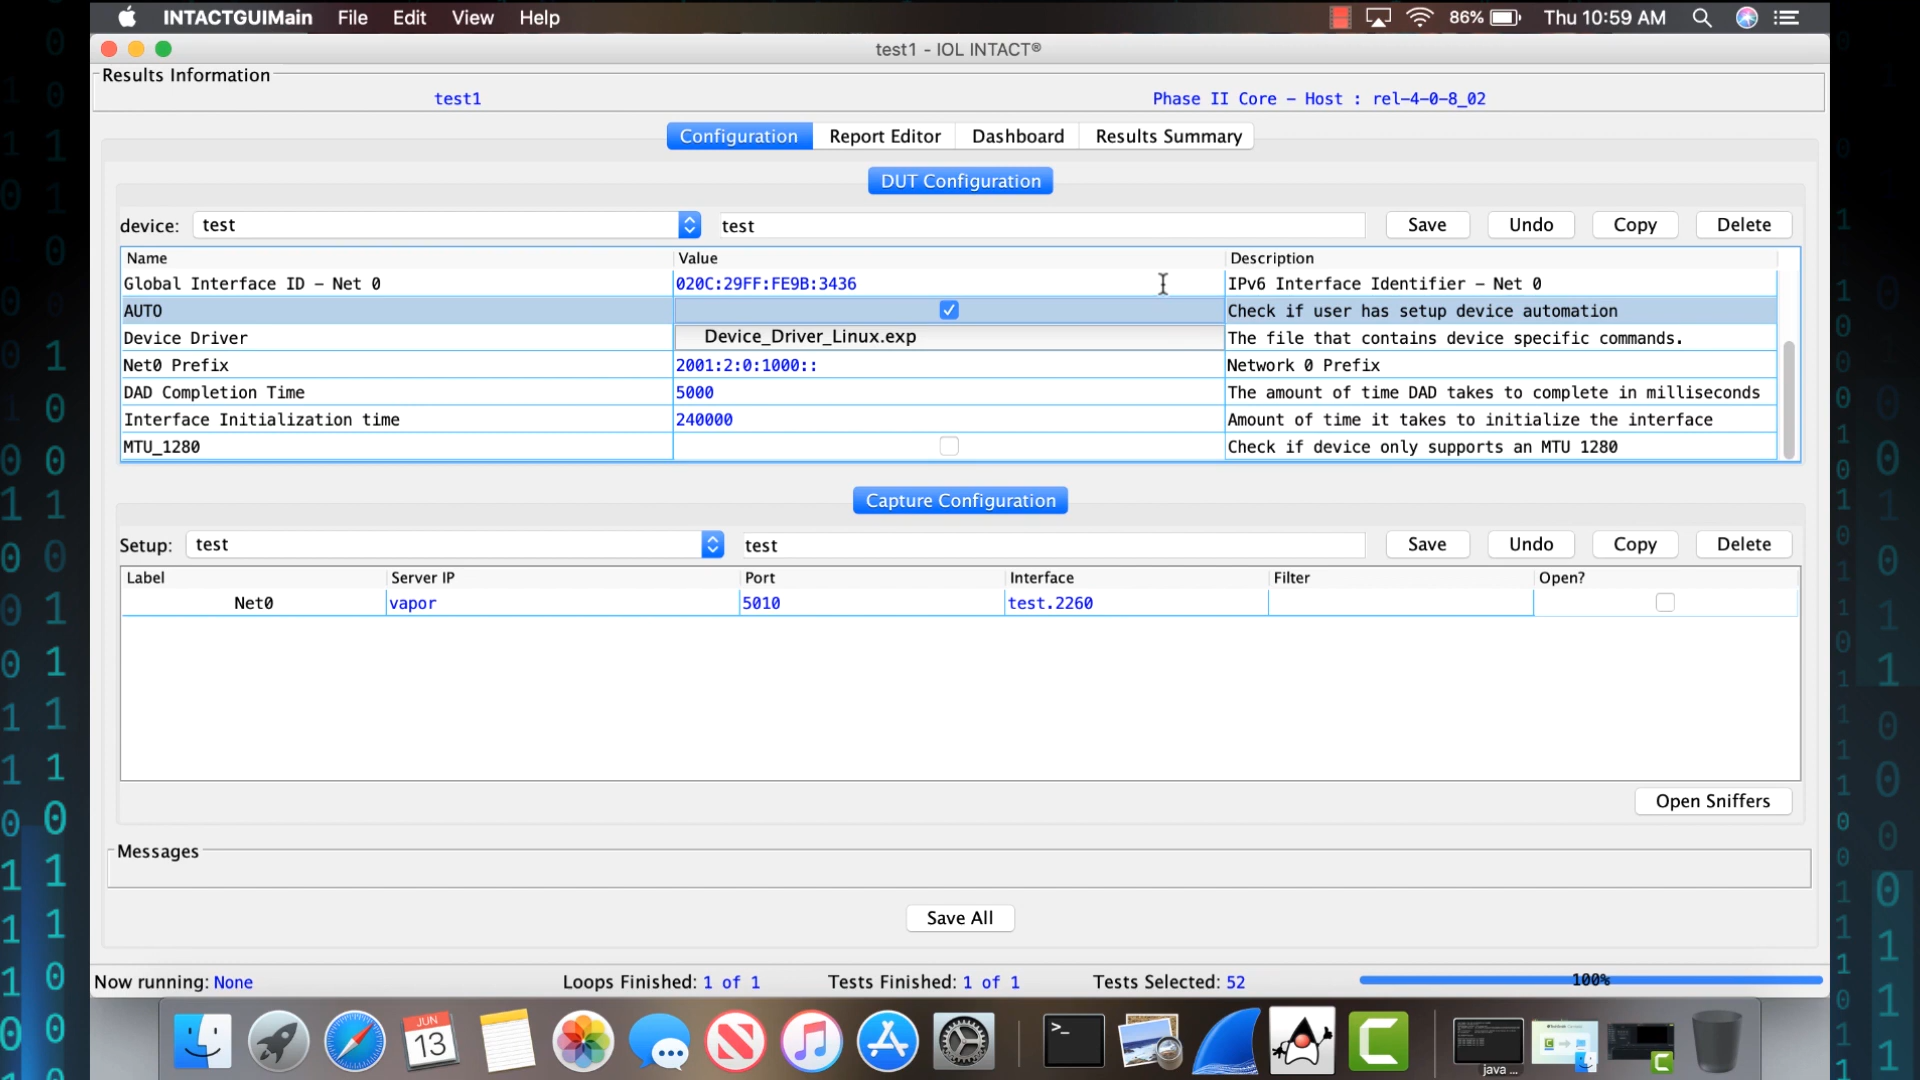 INTACTGUIMain File Edit View Help 86% Thu 10:59 AM
test1 - IOL INTACT®
Results Information
test1 Phase II Core – Host : rel-4-0-8_02
Configuration Report Editor Dashboard Results Summary
DUT Configuration
device: test test Save Undo Copy Delete
Name Value Description
Global Interface ID – Net 0 020C:29FF:FE9B:3436 IPv6 Interface Identifier – Net 0
AUTO Check if user has setup device automation
Device Driver Device_Driver_Linux.exp The file that contains device specific commands.
Net0 Prefix 2001:2:0:1000:: Network 0 Prefix
DAD Completion Time 5000 The amount of time DAD takes to complete in milliseconds
Interface Initialization time 240000 Amount of time it takes to initialize the interface
MTU_1280 Check if device only supports an MTU 1280
Capture Configuration
Setup: test test Save Undo Copy Delete
Label Server IP Port Interface Filter Open?
Net0 vapor 5010 test.2260
Open Sniffers
Messages
Save All
Now running: None Loops Finished: 1 of 1 Tests Finished: 1 of 1 Tests Selected: 52 100%
JUN
13
>_
java ...